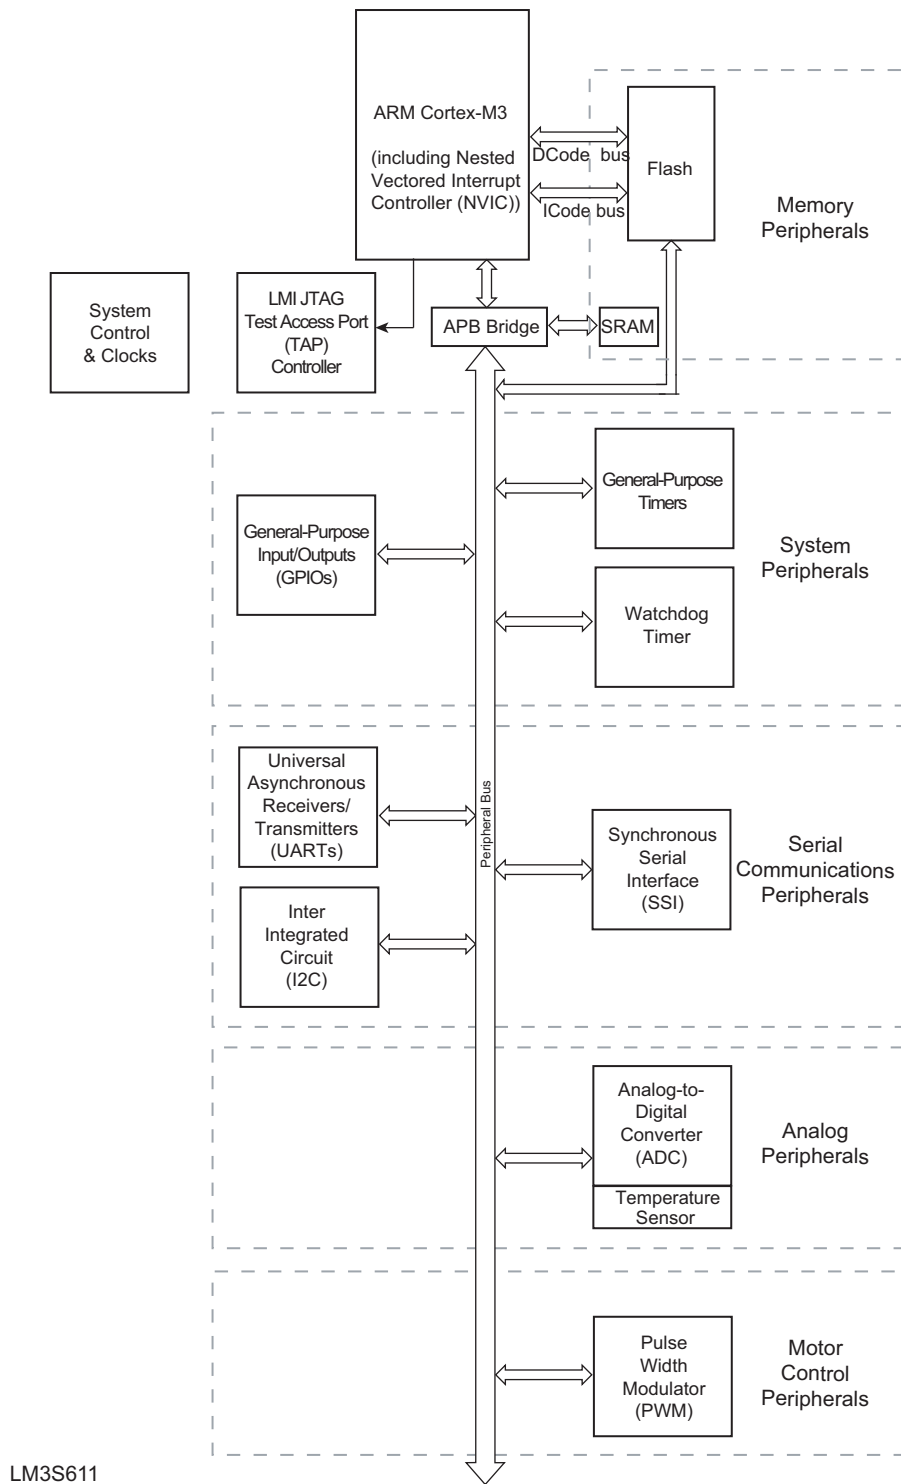 ARM Cortex-M3
(including Nested
Vectored Interrupt
Controller (NVIC))
DCode bus
ICode bus
Flash
Memory
Peripherals
System
Control
& Clocks
LMI JTAG
Test Access Port
(TAP)
Controller
APB Bridge
SRAM
General-Purpose
Timers
General-Purpose
Input/Outputs
(GPIOs)
System
Peripherals
Watchdog
Timer
Universal
Asynchronous
Receivers/
Transmitters
(UARTs)
Peripheral Bus
Synchronous
Serial
Interface
(SSI)
Serial
Communications
Peripherals
Inter
Integrated
Circuit
(I2C)
Analog-to-
Digital
Converter
(ADC)
Temperature
Sensor
Analog
Peripherals
Pulse
Width
Modulator
(PWM)
Motor
Control
Peripherals
LM3S611